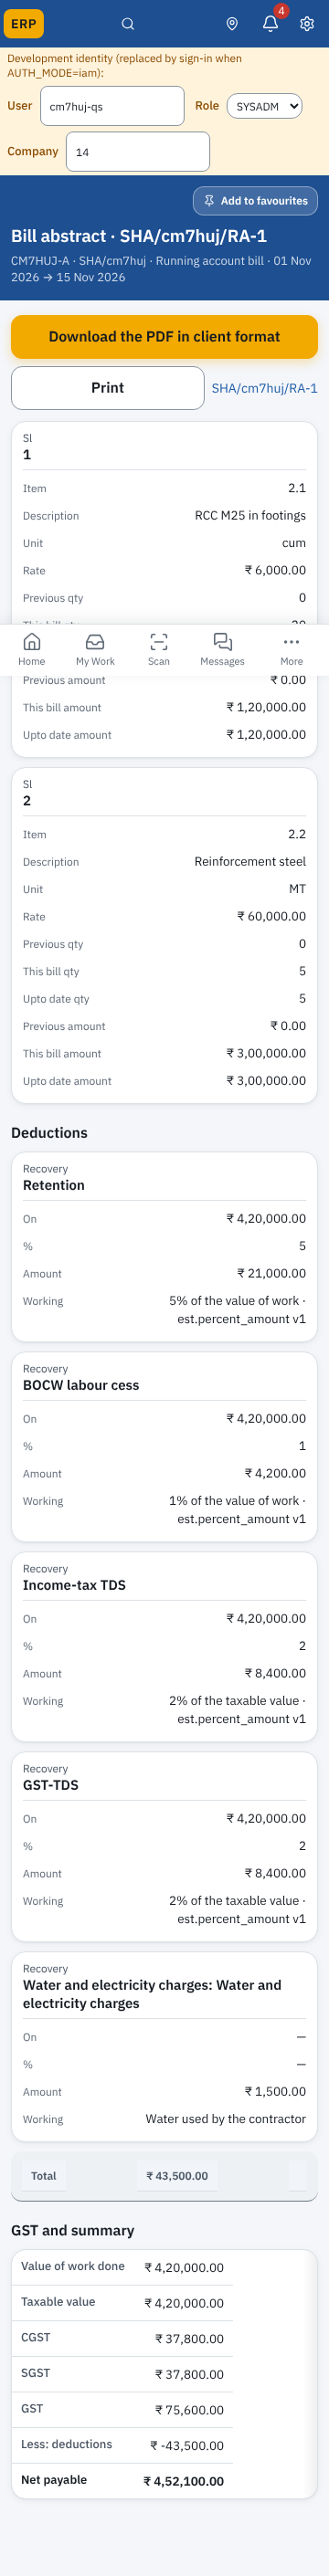 ERP
4
Development identity (replaced by sign-in when
AUTH_MODE=iam):
User cm7huj-qs Role SYSADM
Company 14
Add to favourites
Bill abstract · SHA/cm7huj/RA-1
CM7HUJ-A · SHA/cm7huj · Running account bill · 01 Nov
2026 → 15 Nov 2026
Download the PDF in client format
Print SHA/cm7huj/RA-1
Sl
1
Item 2.1
Description RCC M25 in footings
Unit cum
Rate ₹ 6,000.00
Previous qty 0
Home My Work Scan Messages More
Previous amount ₹ 0.00
This bill amount ₹ 1,20,000.00
Upto date amount ₹ 1,20,000.00
Sl
2
Item 2.2
Description Reinforcement steel
Unit MT
Rate ₹ 60,000.00
Previous qty 0
This bill qty 5
Upto date qty 5
Previous amount ₹ 0.00
This bill amount ₹ 3,00,000.00
Upto date amount ₹ 3,00,000.00
Deductions
Recovery
Retention
On ₹ 4,20,000.00
% 5
Amount ₹ 21,000.00
Working 5% of the value of work ·
est.percent_amount v1
Recovery
BOCW labour cess
On ₹ 4,20,000.00
% 1
Amount ₹ 4,200.00
Working 1% of the value of work ·
est.percent_amount v1
Recovery
Income-tax TDS
On ₹ 4,20,000.00
% 2
Amount ₹ 8,400.00
Working 2% of the taxable value ·
est.percent_amount v1
Recovery
GST-TDS
On ₹ 4,20,000.00
% 2
Amount ₹ 8,400.00
Working 2% of the taxable value ·
est.percent_amount v1
Recovery
Water and electricity charges: Water and
electricity charges
On —
% —
Amount ₹ 1,500.00
Working Water used by the contractor
Total ₹ 43,500.00
GST and summary
Value of work done ₹ 4,20,000.00
Taxable value ₹ 4,20,000.00
CGST ₹ 37,800.00
SGST ₹ 37,800.00
GST ₹ 75,600.00
Less: deductions ₹ -43,500.00
Net payable ₹ 4,52,100.00